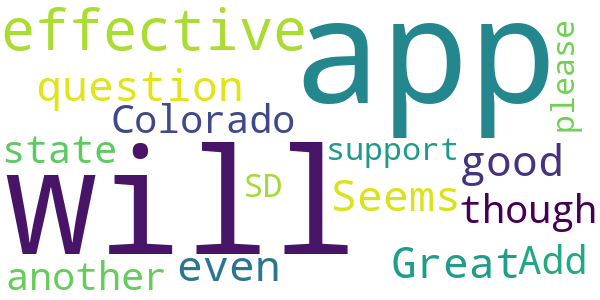 effective
app
please
question
Colorado
state
support
good
will
SD
Seems
though
another
even
Great
Add